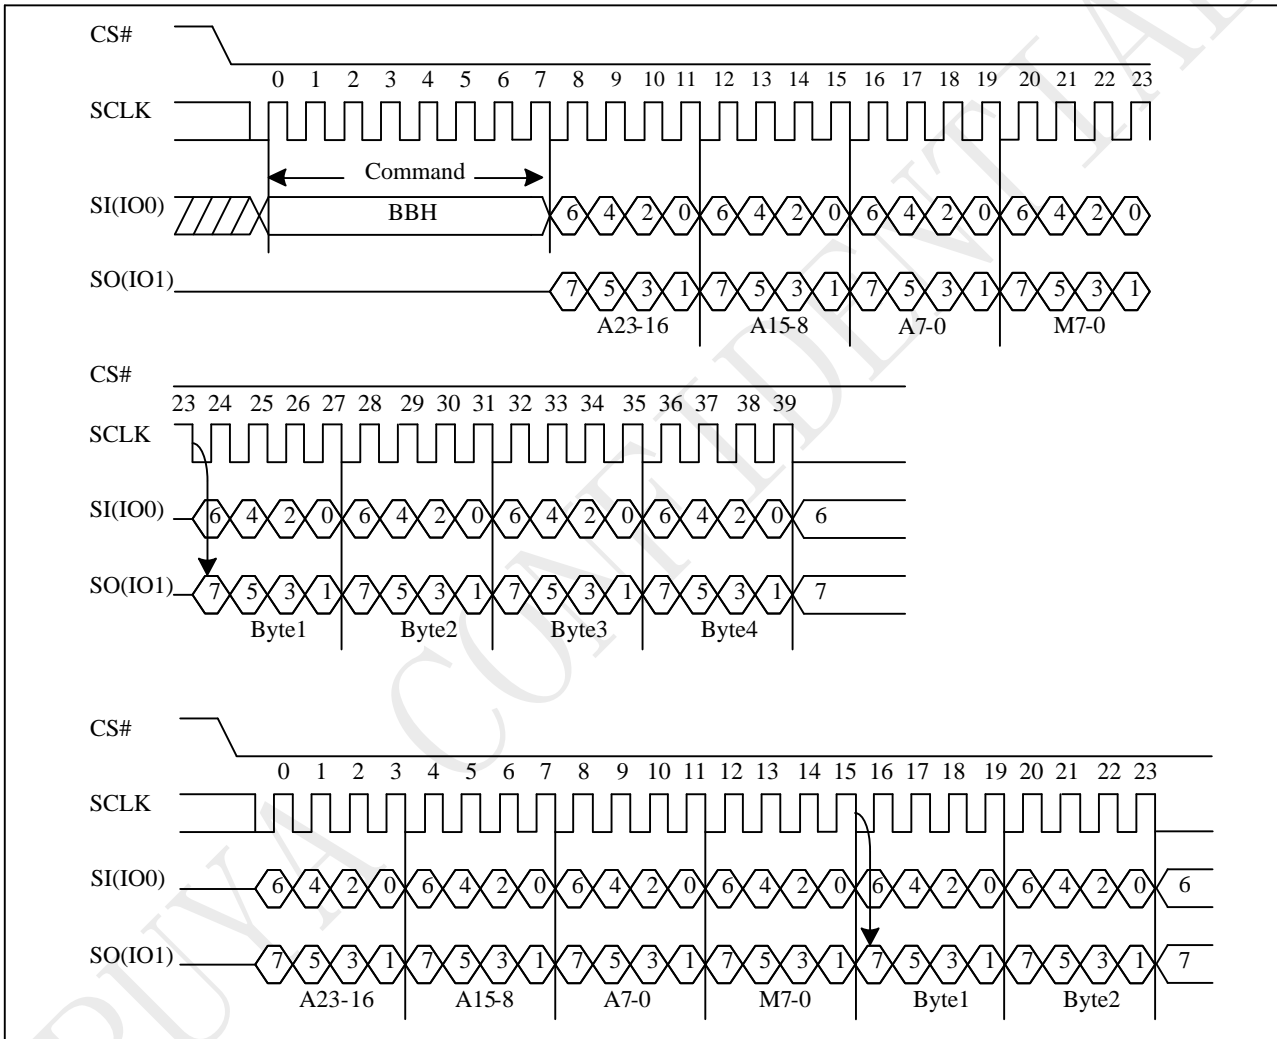 CS#
0 1 2 3 4 5 6 7 8 9 10 11 12 13 14 15 16 17 18 19 20 21 22 23
SCLK
Command
SI(IO0) BBH 6 4 2 0 6 4 2 0 6 4 2 0 6 4 2 0
SO(IO1) 7 5 3 1 7 5 3 1 7 5 3 1 7 5 3 1
A23-16 A15-8 A7-0 M7-0
CS#
23 24 25 26 27 28 29 30 31 32 33 34 35 36 37 38 39
SCLK
SI(IO0) 6 4 2 0 6 4 2 0 6 4 2 0 6 4 2 0 6
SO(IO1) 7 5 3 1 7 5 3 1 7 5 3 1 7 5 3 1 7
Byte1 Byte2 Byte3 Byte4
CS#
0 1 2 3 4 5 6 7 8 9 10 11 12 13 14 15 16 17 18 19 20 21 22 23
SCLK
SI(IO0) 6 4 2 0 6 4 2 0 6 4 2 0 6 4 2 0 6 4 2 0 6 4 2 0 6
SO(IO1) 7 5 3 1 7 5 3 1 7 5 3 1 7 5 3 1 7 5 3 1 7 5 3 1 7
A23-16 A15-8 A7-0 M7-0 Byte1 Byte2
PUYA CONFIDENTIAL